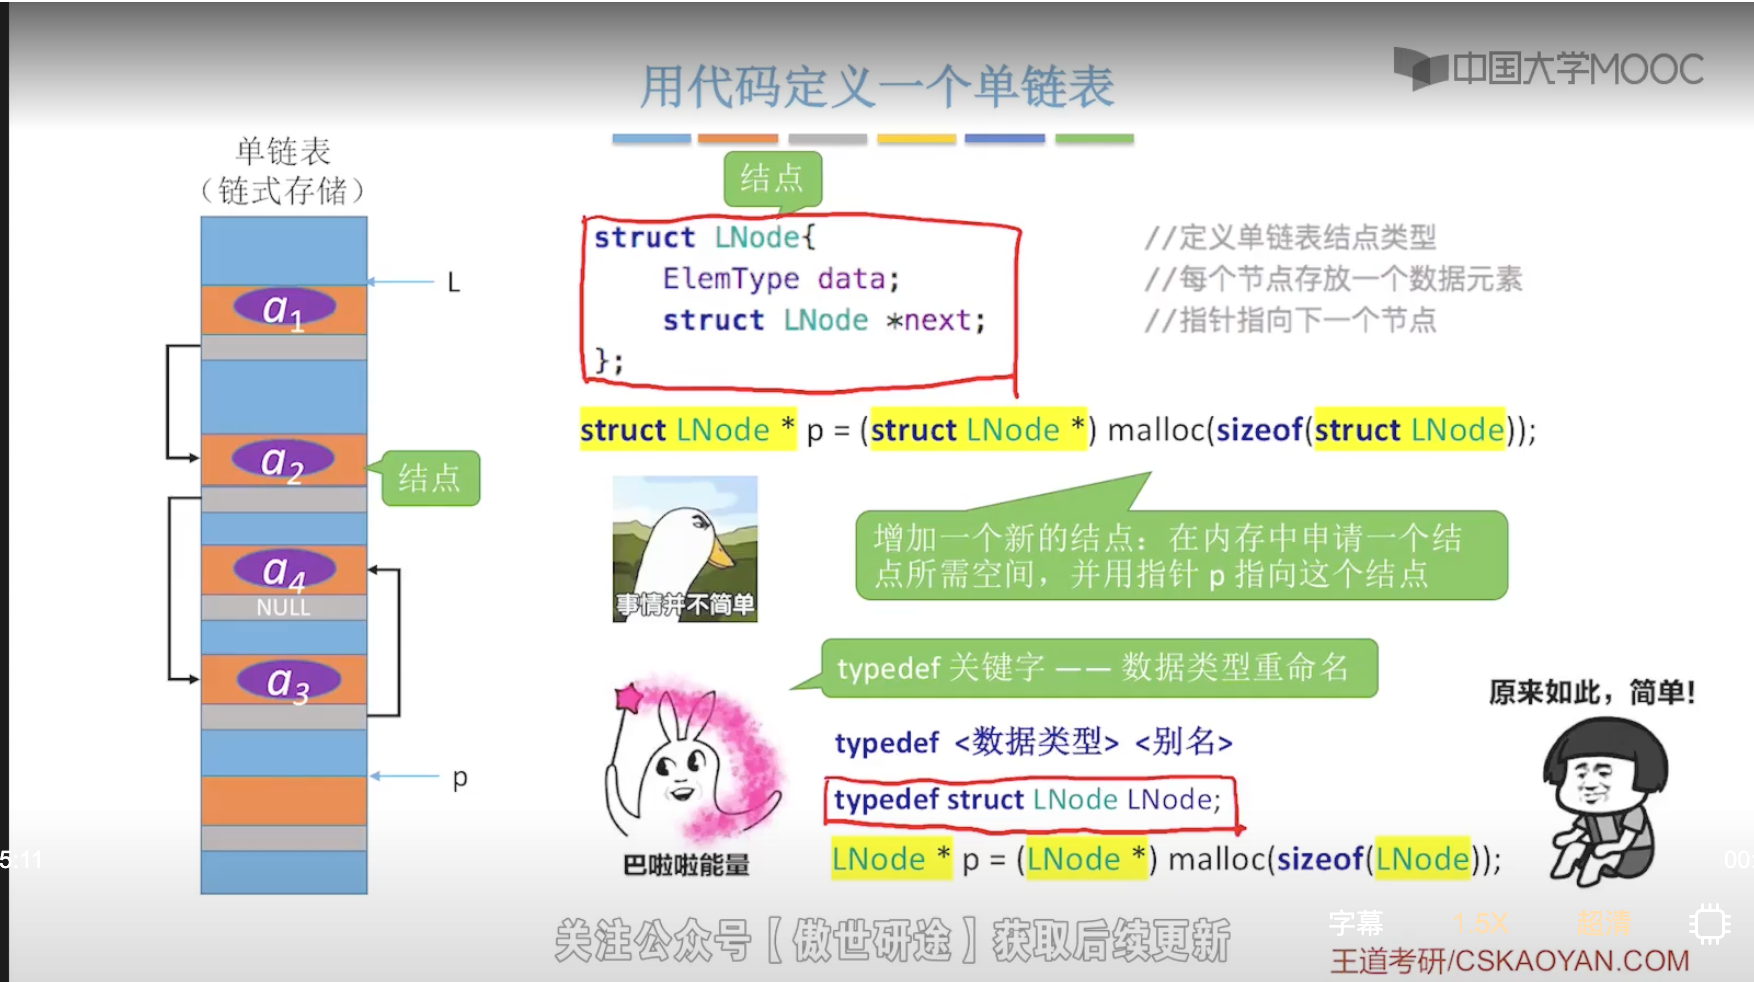 中国大学MOOC
用代码定义一个单链表
单链表
（链式存储）
L
a1
a2
结点
a4
NULL
a3
p
结点
struct LNode{
ElemType data;
struct LNode *next;
};
//定义单链表结点类型
//每个节点存放一个数据元素
//指针指向下一个节点
struct LNode * p = (struct LNode *) malloc(sizeof(struct LNode));
增加一个新的结点：在内存中申请一个结
点所需空间，并用指针 p 指向这个结点
事情并不简单
typedef 关键字 —— 数据类型重命名
typedef <数据类型> <别名>
typedef struct LNode LNode;
LNode * p = (LNode *) malloc(sizeof(LNode));
巴啦啦能量
原来如此，简单!
5:11
00:
字幕
1.5X
超清
关注公众号【傲世研途】获取后续更新
王道考研/CSKAOYAN.COM